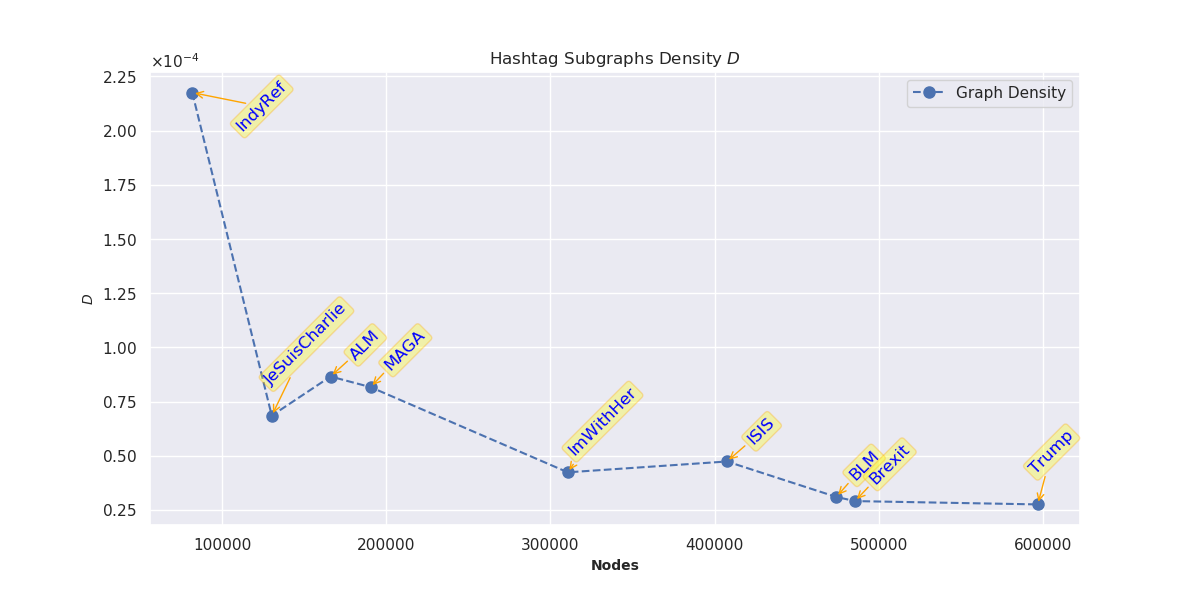 Hashtag Subgraphs Density D
×10⁻⁴
2.25
2.00
1.75
1.50
1.25
1.00
0.75
0.50
0.25
D
Graph Density
IndyRef
JeSuisCharlie
ALM
MAGA
ImWithHer
ISIS
BLM
Brexit
Trump
100000
200000
300000
400000
500000
600000
Nodes